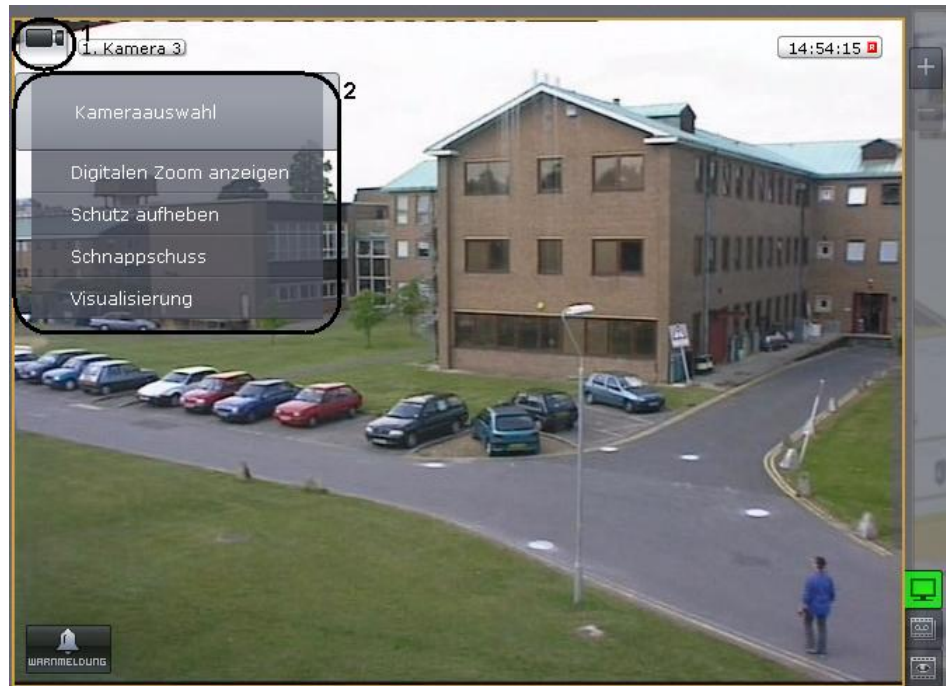 1
1. Kamera 3
14:54:15
2
Kameraauswahl
Digitalen Zoom anzeigen
Schutz aufheben
Schnappschuss
Visualisierung
WARNMELDUNG